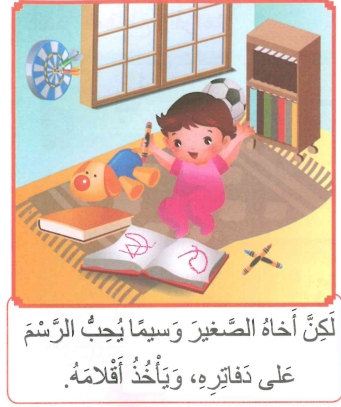 لَكِنَّ أَخاهُ الصَّغيرَ وَسيمًا يُحِبُّ الرَّسْمَ
عَلى دَفاتِرِهِ، وَيَأْخُذُ أَقْلامَهُ.